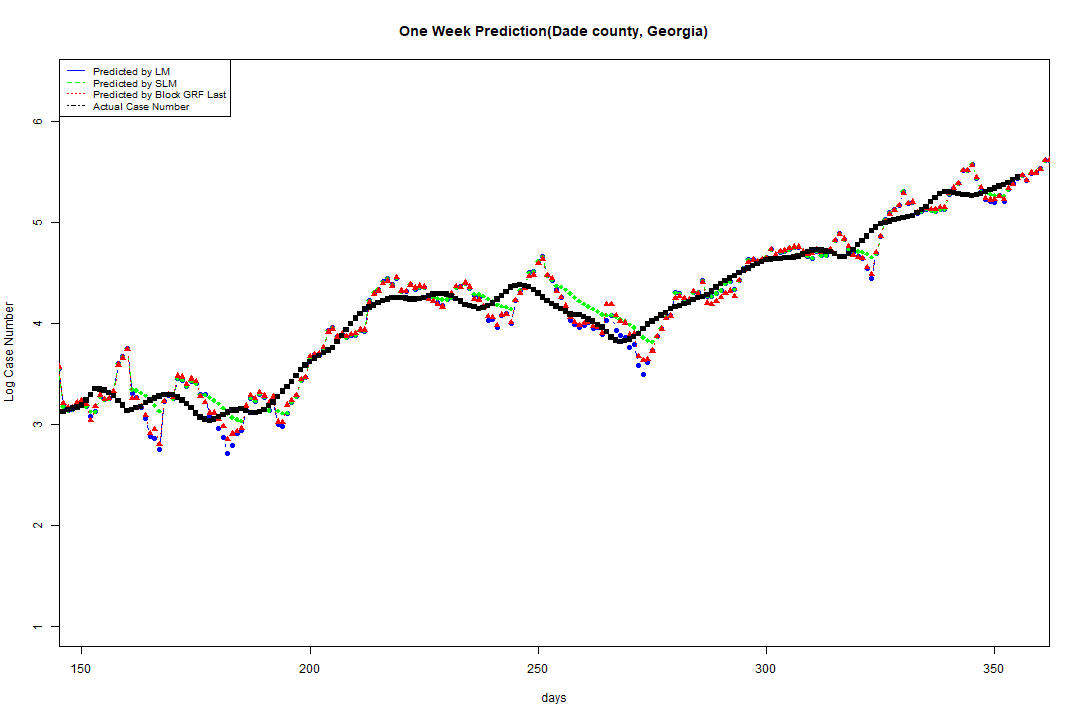 One Week Prediction(Dade county, Georgia)
Predicted by LM
Predicted by SLM
Predicted by Block GRF Last
Actual Case Number
6
5
4
3
2
1
Log Case Number
150 200 250 300 350
days